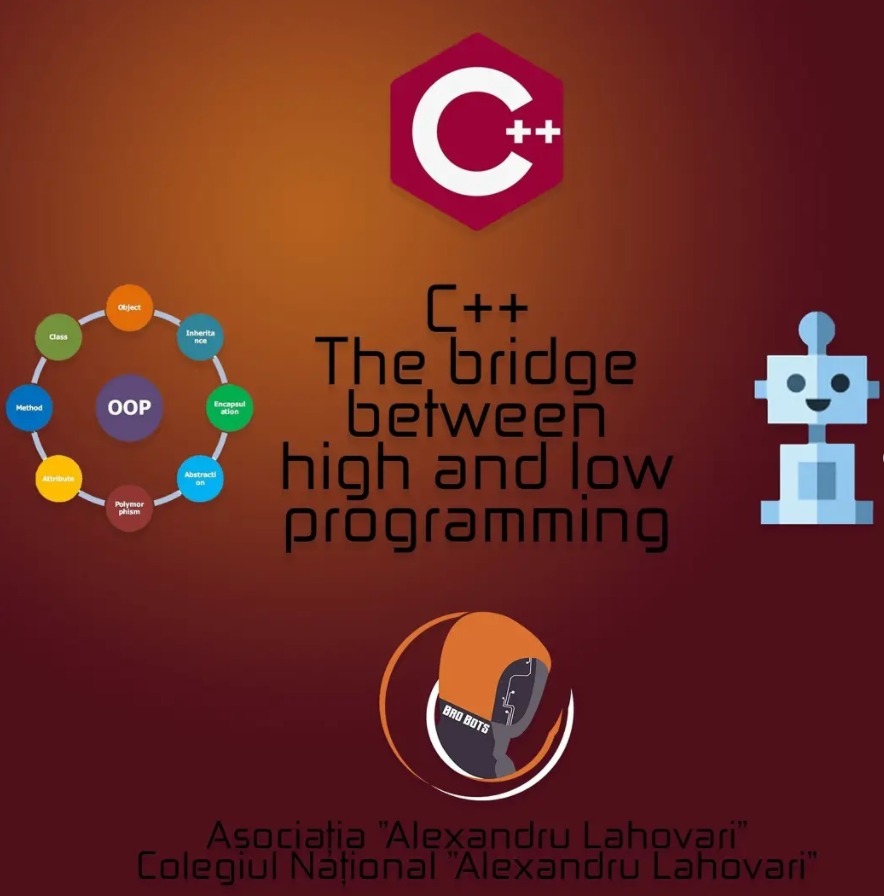 C++
C++
The bridge
between
high and low
programming
Object
Class
Inherita
nce
Method
OOP
Encapsul
ation
Attribute
Abstracti
on
Polymor
phism
BRO BOTS
Asociația "Alexandru Lahovari"
Colegiul Național "Alexandru Lahovari"